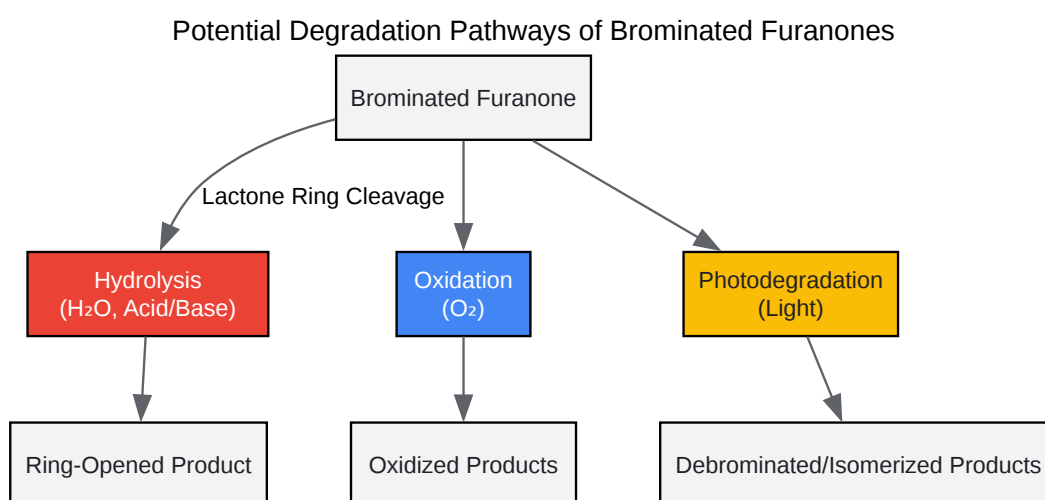 Potential Degradation Pathways of Brominated Furanones
Brominated Furanone
Lactone Ring Cleavage
Hydrolysis
(H₂O, Acid/Base)
Oxidation
(O₂)
Photodegradation
(Light)
Ring-Opened Product
Oxidized Products
Debrominated/Isomerized Products